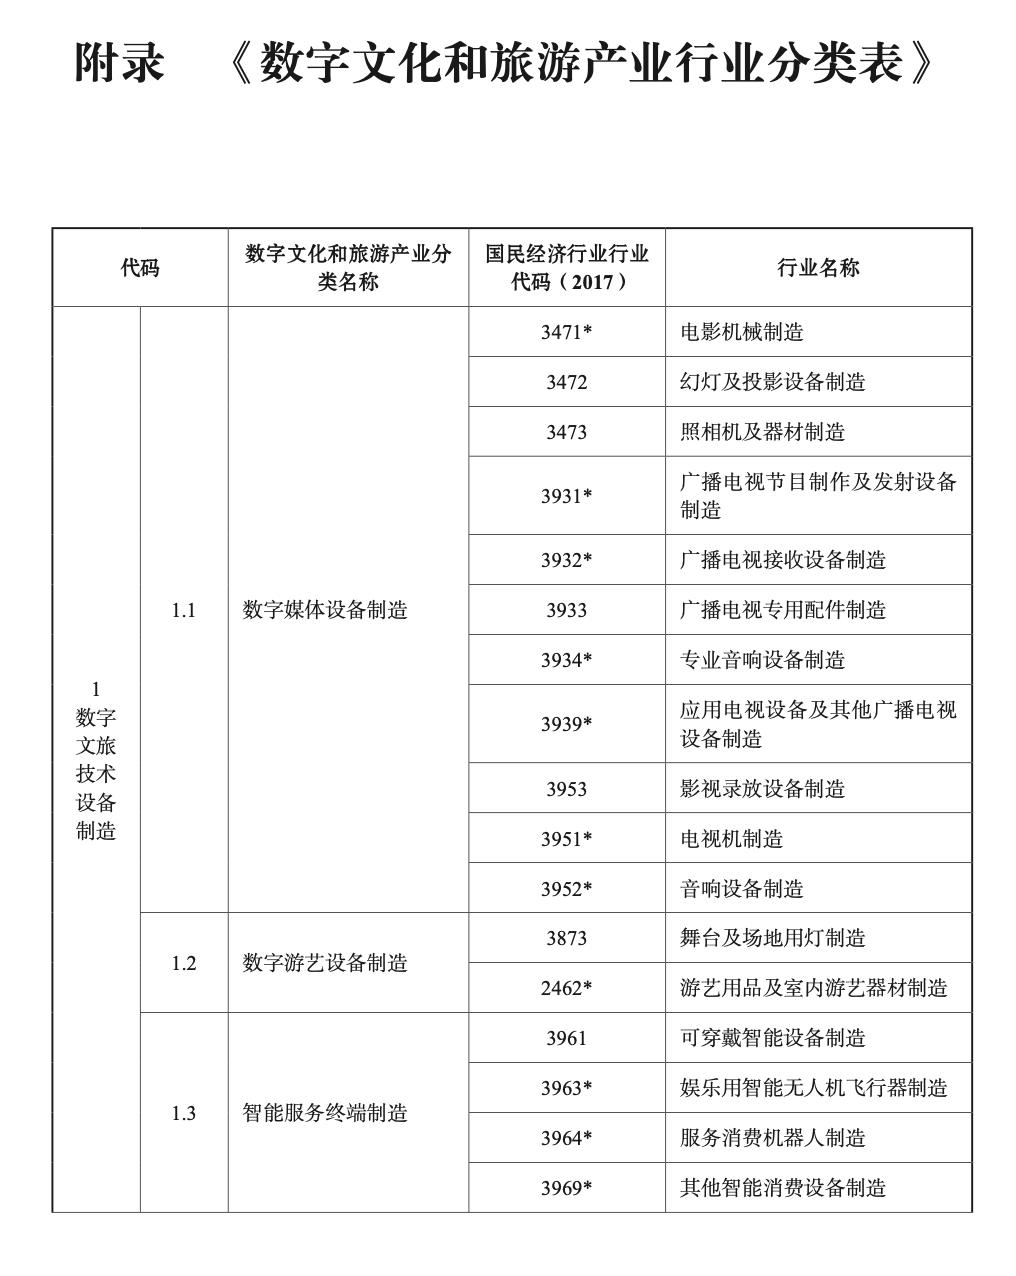 附录 《数字文化和旅游产业行业分类表》
代码
数字文化和旅游产业分
类名称
国民经济行业行业
代码（2017）
行业名称
1
数字
文旅
技术
设备
制造
1.1
数字媒体设备制造
3471*
电影机械制造
3472
幻灯及投影设备制造
3473
照相机及器材制造
3931*
广播电视节目制作及发射设备
制造
3932*
广播电视接收设备制造
3933
广播电视专用配件制造
3934*
专业音响设备制造
3939*
应用电视设备及其他广播电视
设备制造
3953
影视录放设备制造
3951*
电视机制造
3952*
音响设备制造
1.2
数字游艺设备制造
3873
舞台及场地用灯制造
2462*
游艺用品及室内游艺器材制造
1.3
智能服务终端制造
3961
可穿戴智能设备制造
3963*
娱乐用智能无人机飞行器制造
3964*
服务消费机器人制造
3969*
其他智能消费设备制造